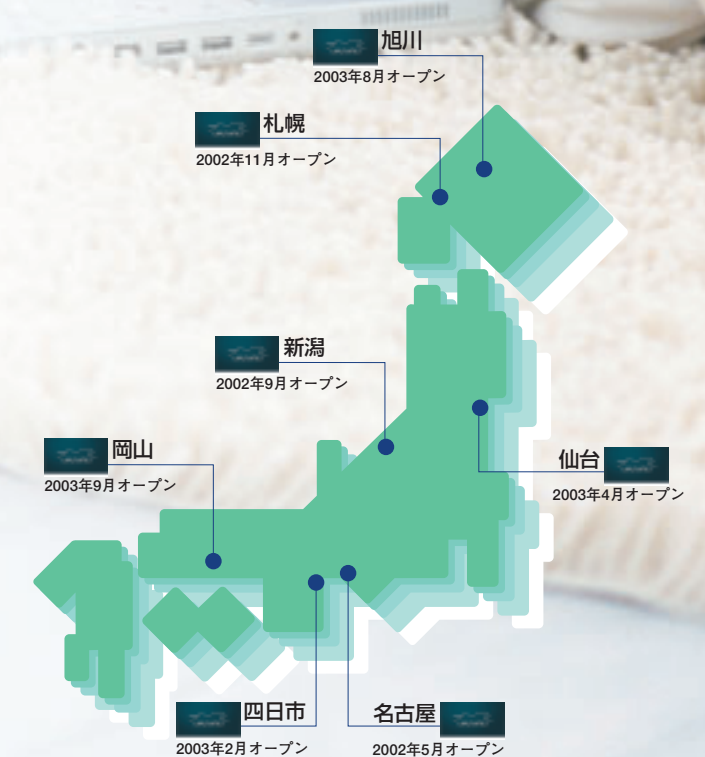 旭川
2003年8月オープン
札幌
2002年11月オープン
新潟
2002年9月オープン
岡山
2003年9月オープン
仙台
2003年4月オープン
四日市
2003年2月オープン
名古屋
2002年5月オープン